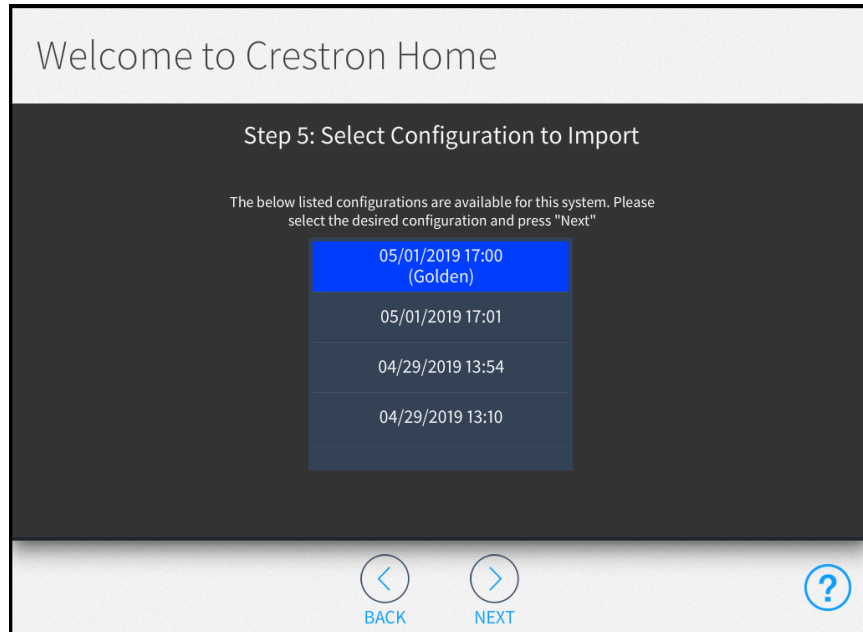 Welcome to Crestron Home
Step 5: Select Configuration to Import
The below listed configurations are available for this system. Please
select the desired configuration and press "Next"
05/01/2019 17:00
(Golden)
05/01/2019 17:01
04/29/2019 13:54
04/29/2019 13:10
BACK
NEXT
?